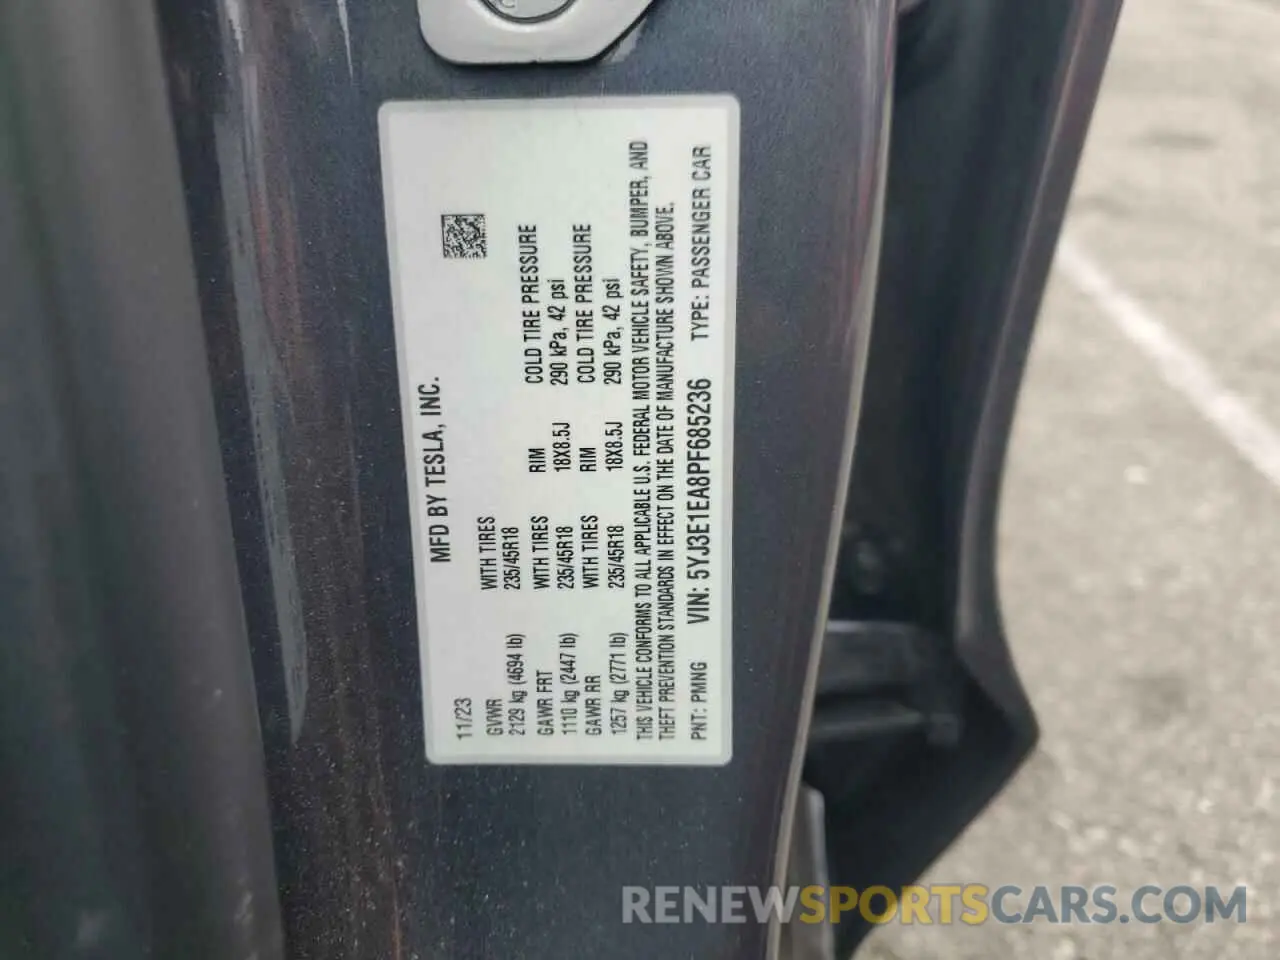 MFD BY TESLA, INC.
11/23
GVWR WITH TIRES
2129 kg (4694 lb) 235/45R18
GAWR FRT WITH TIRES RIM COLD TIRE PRESSURE
1110 kg (2447 lb) 235/45R18 18X8.5J 290 kPa, 42 psi
GAWR RR WITH TIRES RIM COLD TIRE PRESSURE
1257 kg (2771 lb) 235/45R18 18X8.5J 290 kPa, 42 psi
THIS VEHICLE CONFORMS TO ALL APPLICABLE U.S. FEDERAL MOTOR VEHICLE SAFETY, BUMPER, AND
THEFT PREVENTION STANDARDS IN EFFECT ON THE DATE OF MANUFACTURE SHOWN ABOVE.
PNT: PMNG VIN: 5YJ3E1EA8PF685236 TYPE: PASSENGER CAR
RENEWSPORTSCARS.COM